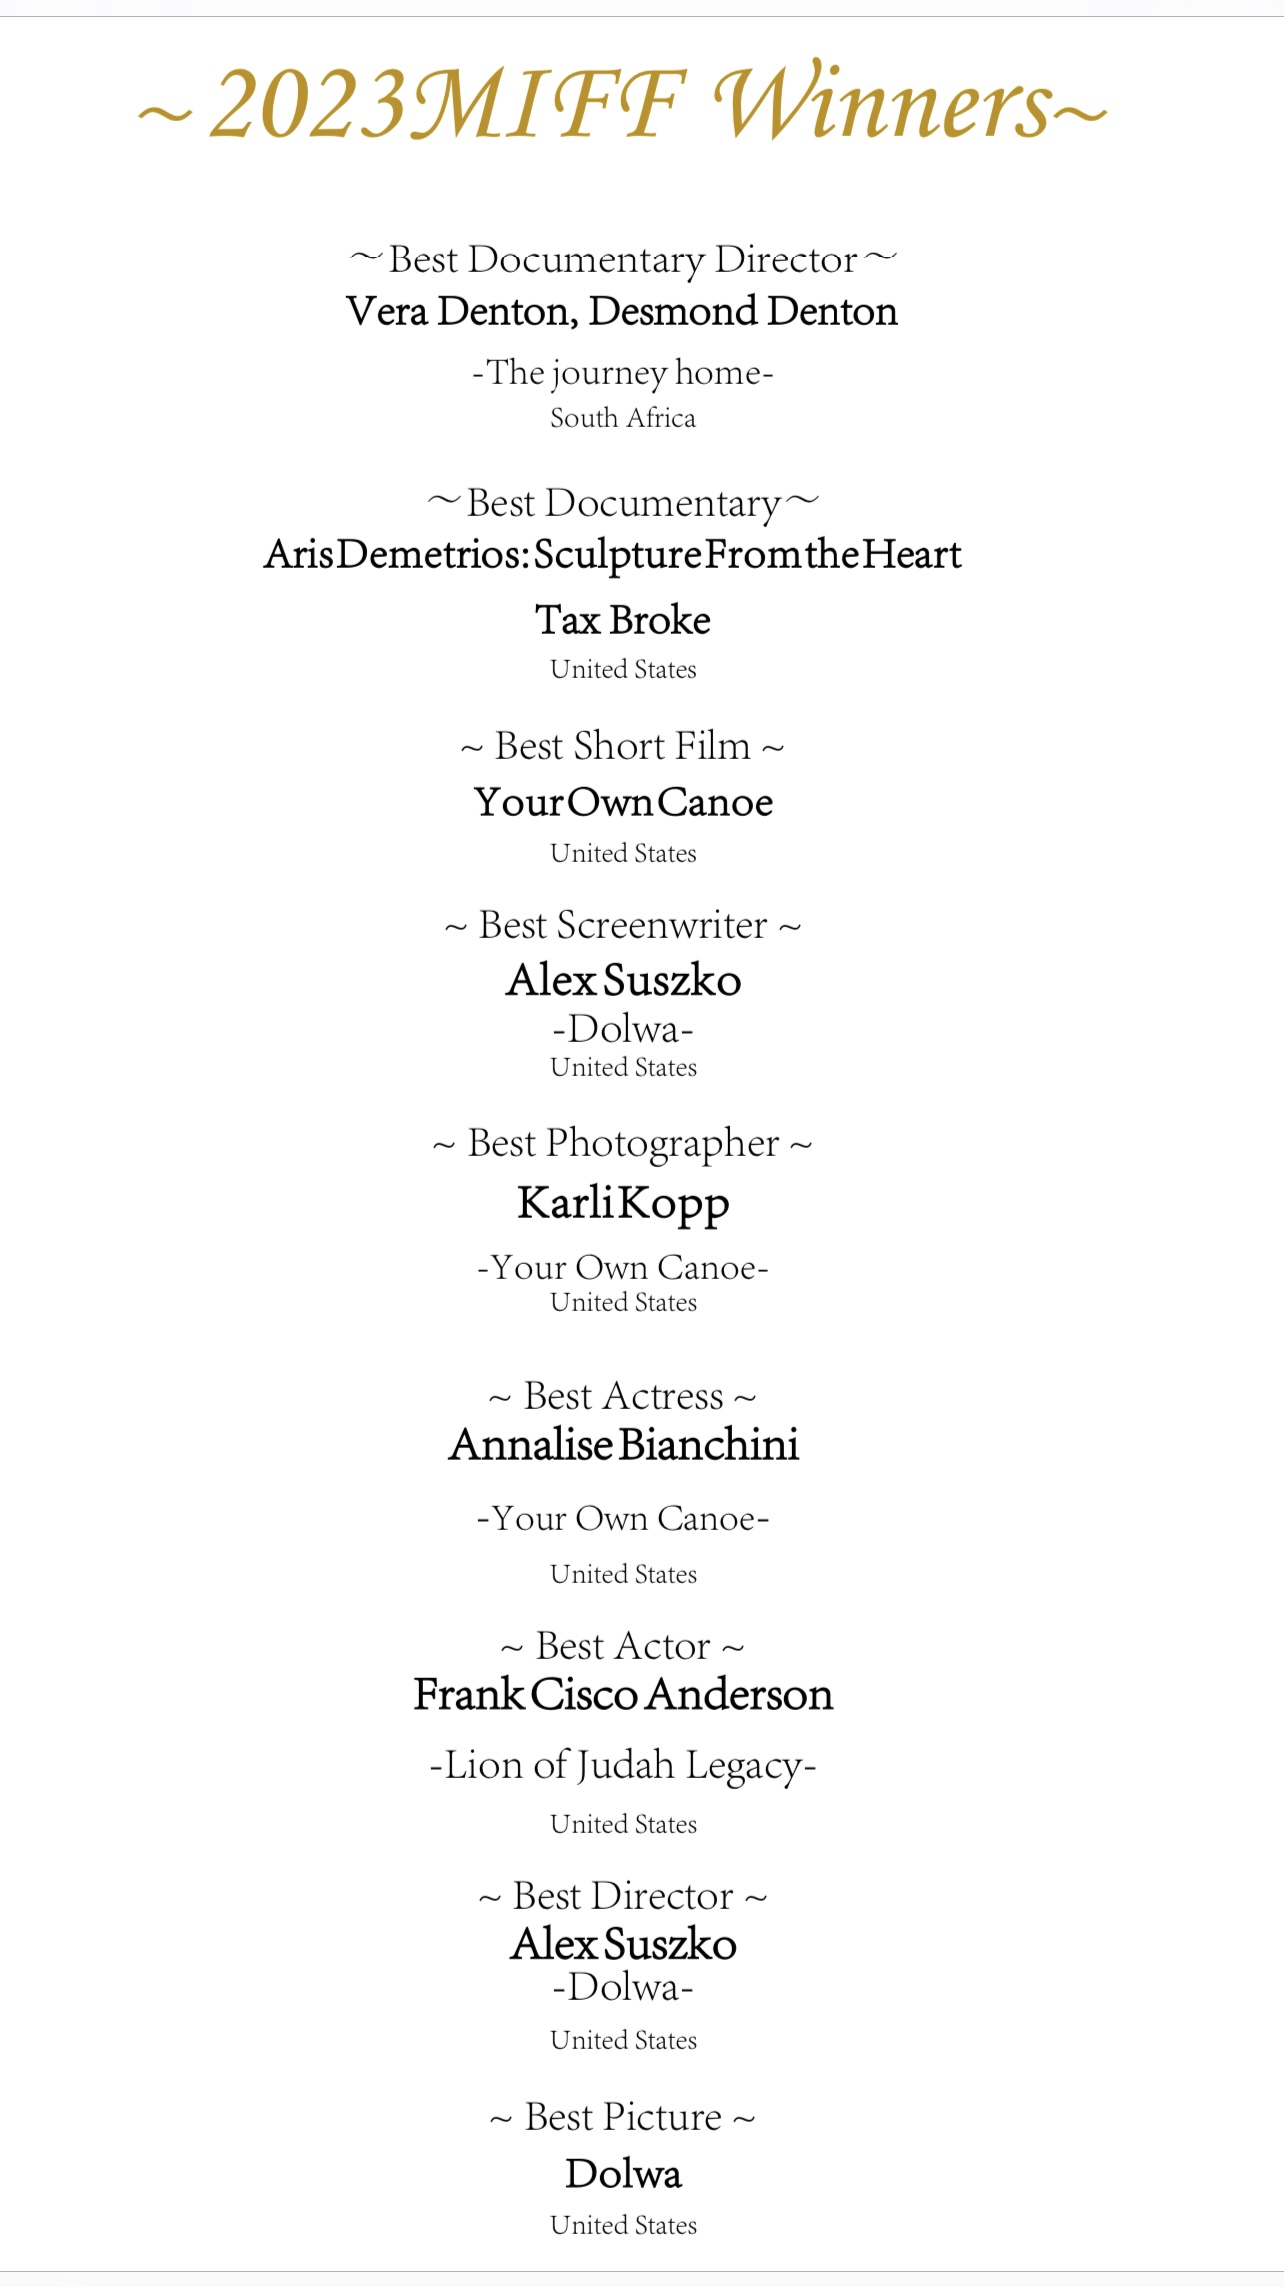 ~2023MIFF Winners~
~Best Documentary Director~
Vera Denton, Desmond Denton
-The journey home-
South Africa
~Best Documentary~
Aris Demetrios: Sculpture From the Heart
Tax Broke
United States
~ Best Short Film ~
Your Own Canoe
United States
~ Best Screenwriter ~
Alex Suszko
-Dolwa-
United States
~ Best Photographer ~
Karli Kopp
-Your Own Canoe-
United States
~ Best Actress ~
Annalise Bianchini
-Your Own Canoe-
United States
~ Best Actor ~
Frank Cisco Anderson
-Lion of Judah Legacy-
United States
~ Best Director ~
Alex Suszko
-Dolwa-
United States
~ Best Picture ~
Dolwa
United States